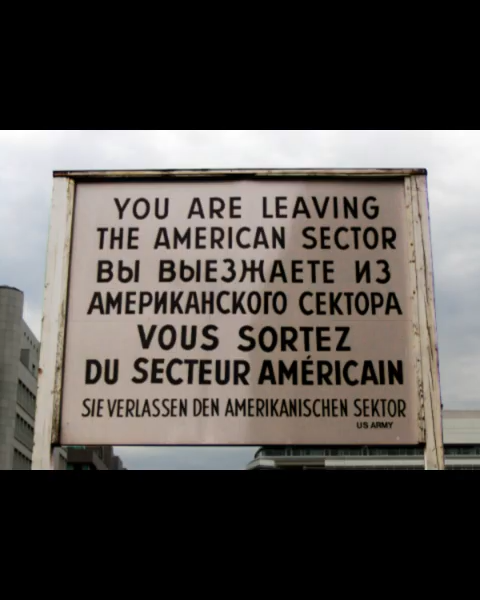 YOU ARE LEAVING
THE AMERICAN SECTOR
ВЫ ВЫЕЗЖАЕТЕ ИЗ
АМЕРИКАНСКОГО СЕКТОРА
VOUS SORTEZ
DU SECTEUR AMÉRICAIN
SIE VERLASSEN DEN AMERIKANISCHEN SEKTOR
US ARMY